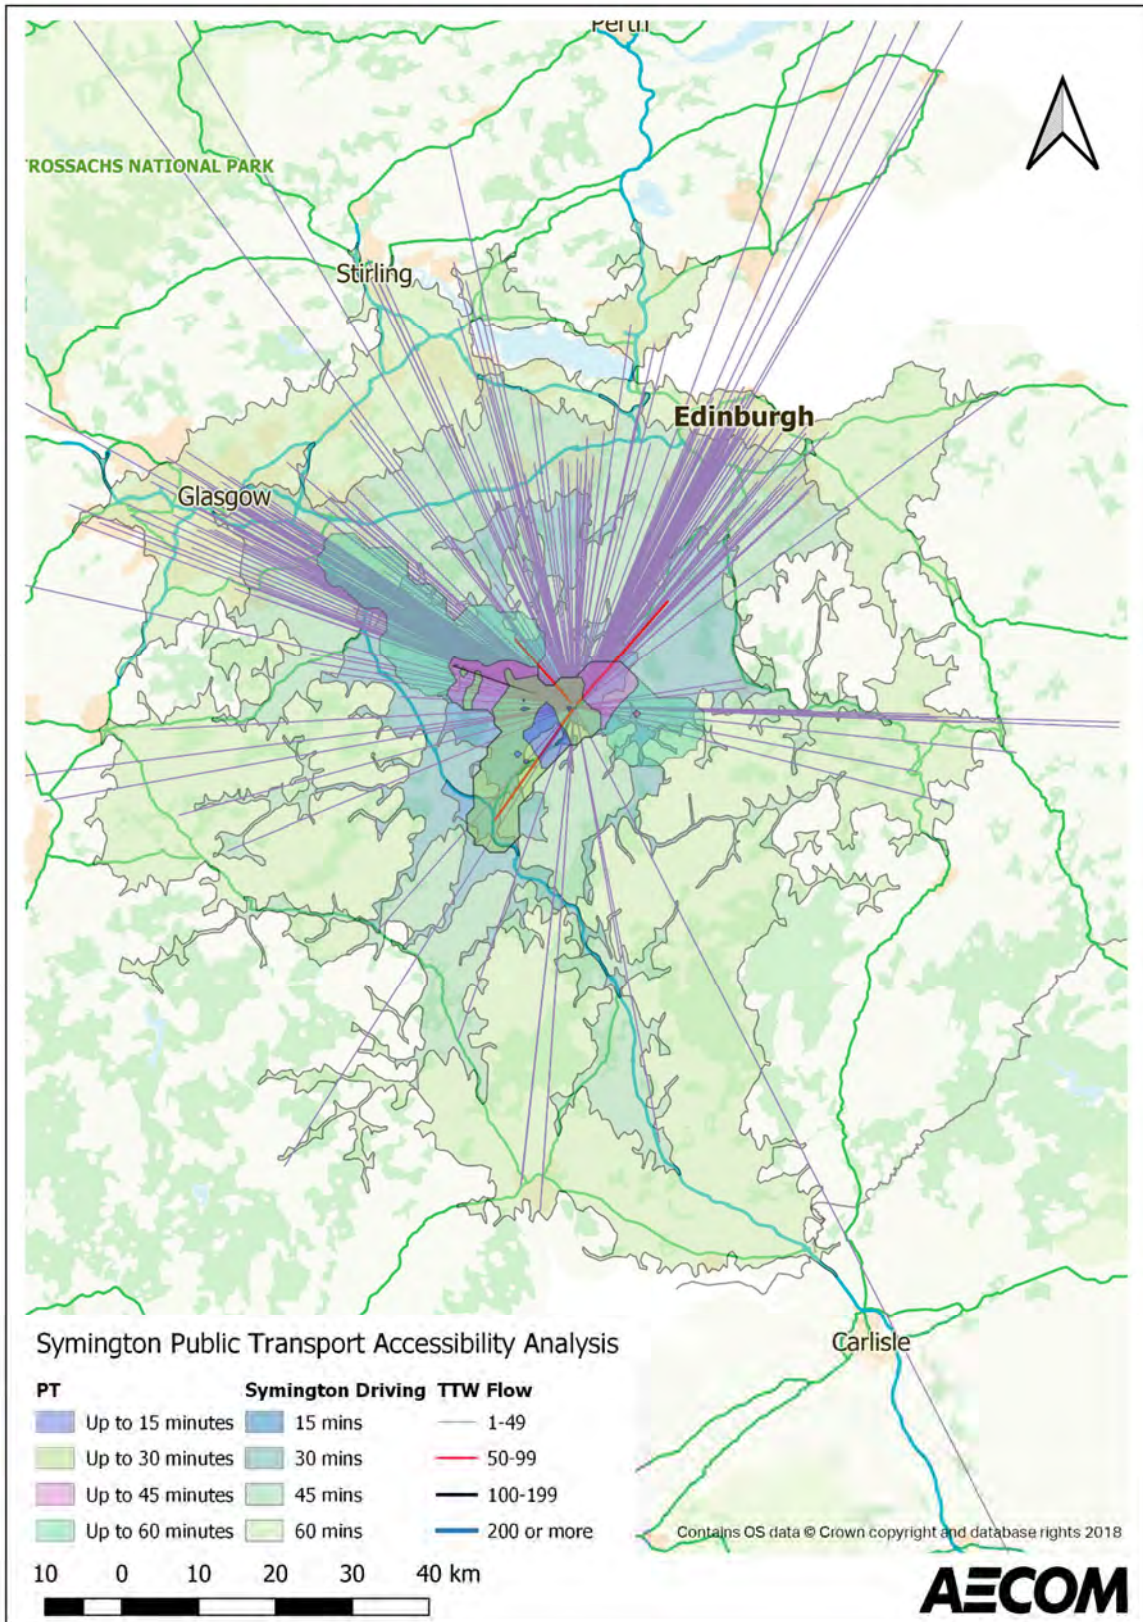 Perth
ROSSACHS NATIONAL PARK
Stirling
Edinburgh
Glasgow
Carlisle
Symington Public Transport Accessibility Analysis
PT Symington Driving TTW Flow
Up to 15 minutes 15 mins 1-49
Up to 30 minutes 30 mins 50-99
Up to 45 minutes 45 mins 100-199
Up to 60 minutes 60 mins 200 or more
Contains OS data © Crown copyright and database rights 2018
10 0 10 20 30 40 km
AECOM